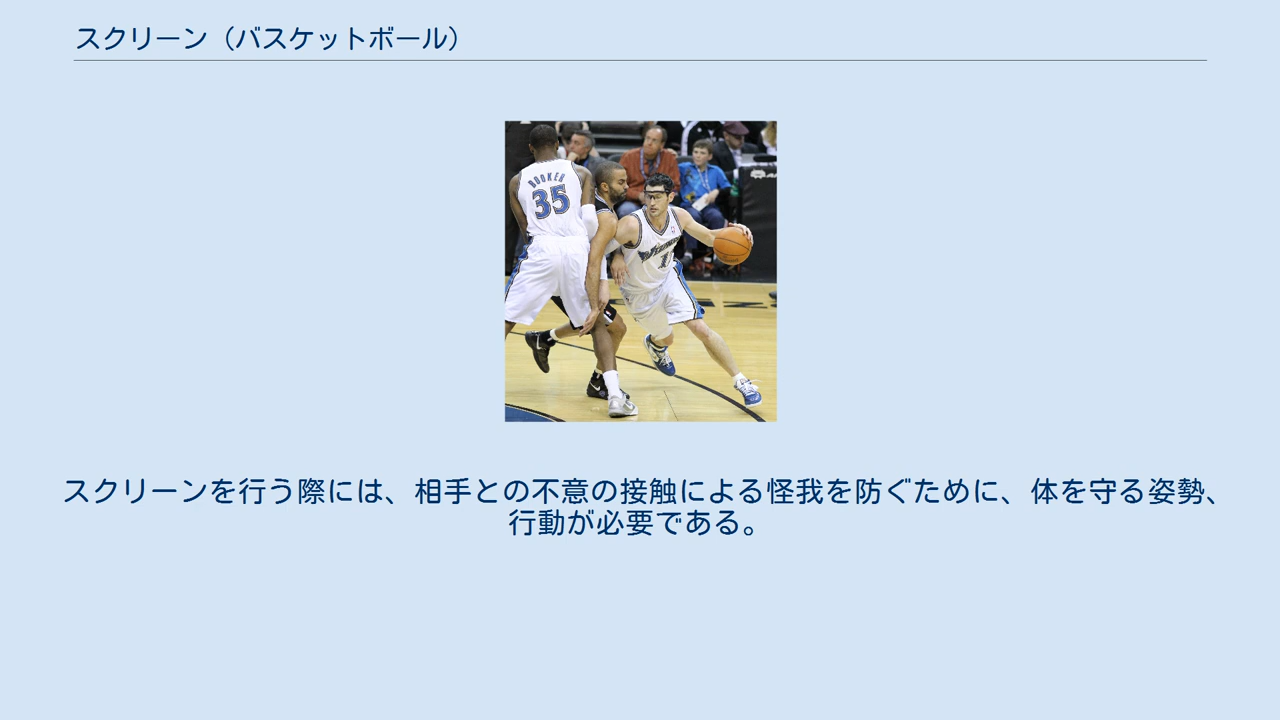 スクリーン（バスケットボール）
BOOKER
35
1
スクリーンを行う際には、相手との不意の接触による怪我を防ぐために、体を守る姿勢、
行動が必要である。